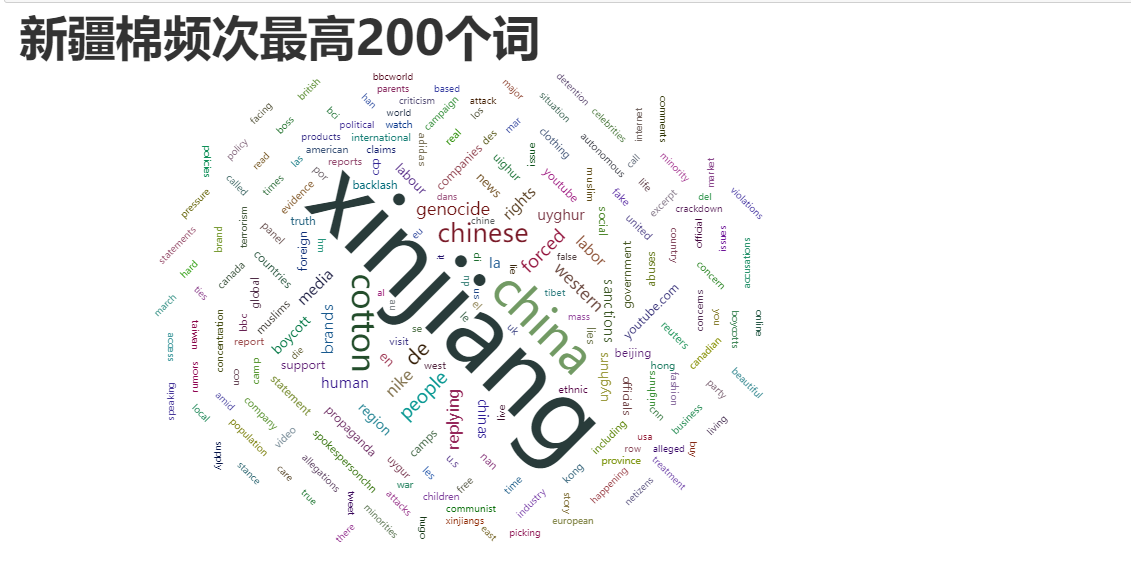 新疆棉频次最高200个词
bbcworld
parents
based
criticism
attack
major
detention
british
han
world
campaign
los
situation
celebrities
comments
bci
political
watch
real
des
mar
internet
facing
boss
products
international
adidas
clothing
autonomous
policy
american
claims
companies
issue
call
minority
market
policies
read
las
reports
cbp
labour
uighur
youtube
muslim
fake
life
called
times
por
backlash
news
rights
united
excerpt
violations
pressure
evidence
dans
genocide
uyghur
social
del
crackdown
terrorism
truth
chine
chinese
forced
labor
country
official
issues
statements
brand
panel
foreign
hm
eu
it
di
la
lie
false
western
government
abuses
concern
accusations
hard
canada
countries
media
xinjiang
cotton
china
np
us
tibet
sanctions
youtube.com
ties
global
muslims
al
au
el
le
mass
concerns
you
march
bbc
boycott
brands
se
uk
lies
reuters
boycotts
online
taiwan
concentration
report
die
visit
beijing
canadian
access
rumors
con
camp
support
en
de
west
uyghurs
hong
party
beautiful
human
nike
people
ethnic
officials
uighurs
fashion
speaking
local
amid
company
statement
region
replying
chinas
live
cnn
business
living
population
video
propaganda
camps
including
usa
row
alleged
buy
supply
stance
care
allegations
spokespersonchn
uygur
les
u.s
nan
kong
province
treatment
true
tweet
attacks
war
free
time
happening
netizens
there
minorities
children
communist
industry
story
hugo
xinjiangs
east
picking
european